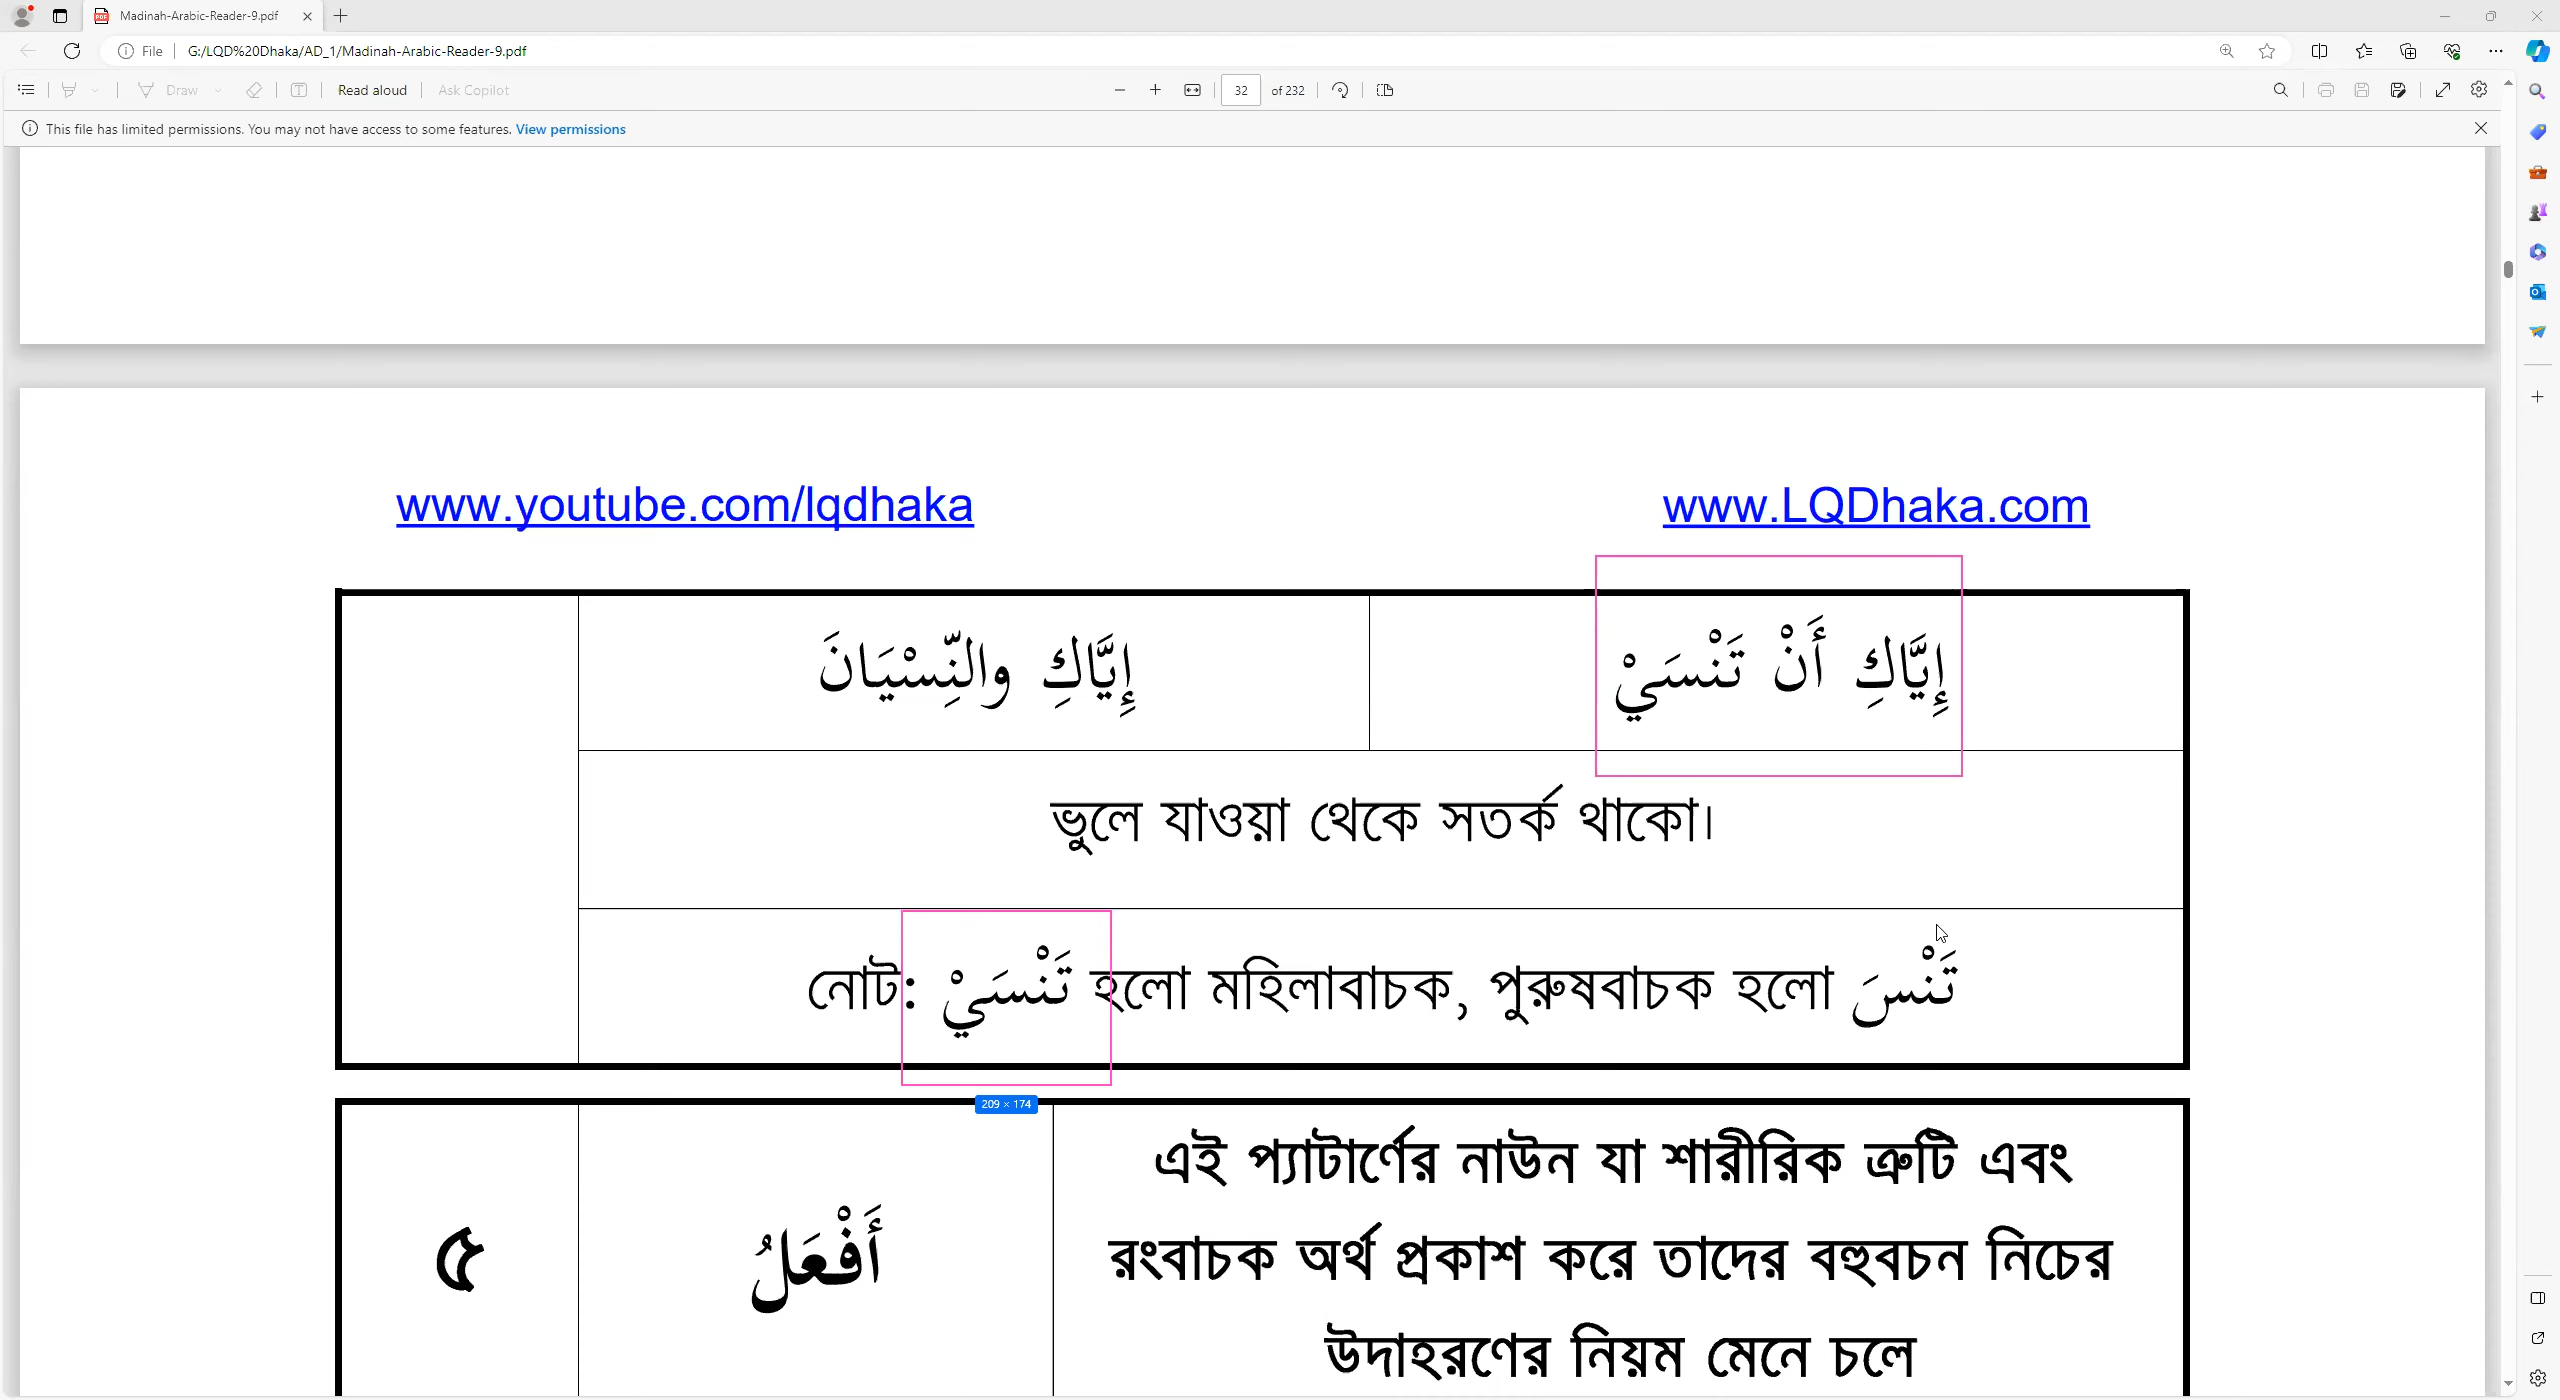 Madinah-Arabic-Reader-9.pdf
File G:/LQD%20Dhaka/AD_1/Madinah-Arabic-Reader-9.pdf
Draw Read aloud Ask Copilot 32 of 232
This file has limited permissions. You may not have access to some features. View permissions
www.youtube.com/lqdhaka www.LQDhaka.com
إِيَّاكِ أَنْ تَنْسَيْ
إِيَّاكِ والنِّسْيَانَ
ভুলে যাওয়া থেকে সতর্ক থাকো।
নোট: تَنْسَيْ হলো মহিলাবাচক, পুরুষবাচক হলো تَنْسَ
209 × 174
৫
أَفْعَلُ
এই প্যাটার্ণের নাউন যা শারীরিক ত্রুটি এবং
রংবাচক অর্থ প্রকাশ করে তাদের বহুবচন নিচের
উদাহরণের নিয়ম মেনে চলে